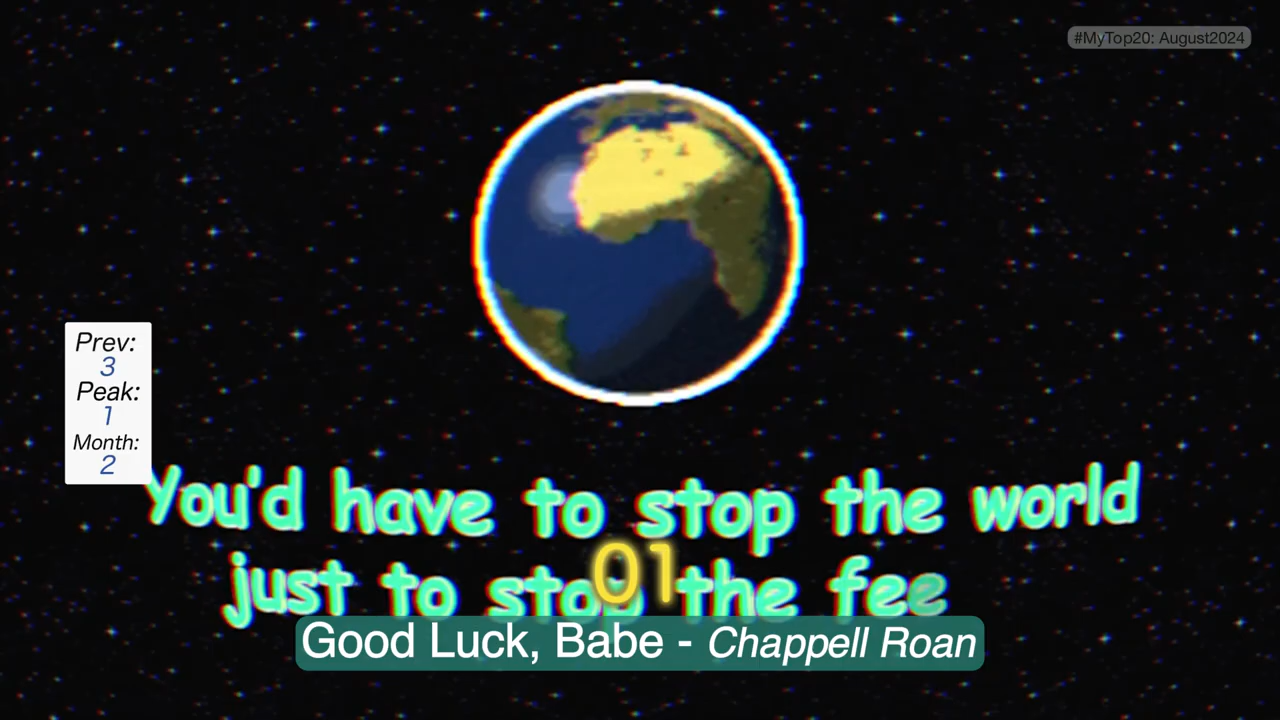 #MyTop20: August2024
Prev:
3
Peak:
1
Month:
2
You'd have to stop the world
just to stop the fee
01
Good Luck, Babe - Chappell Roan